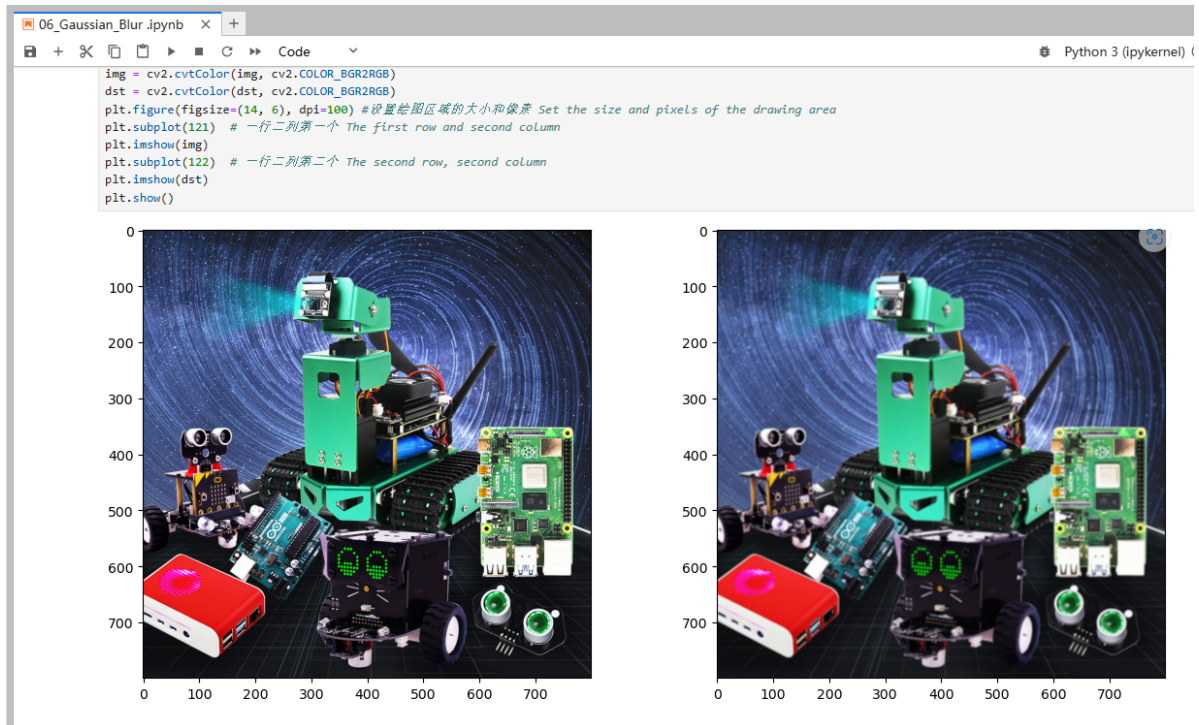 06_Gaussian_Blur .ipynb
Code
Python 3 (ipykernel)
img = cv2.cvtColor(img, cv2.COLOR_BGR2RGB)
dst = cv2.cvtColor(dst, cv2.COLOR_BGR2RGB)
plt.figure(figsize=(14, 6), dpi=100) #设置绘图区域的大小和像素 Set the size and pixels of the drawing area
plt.subplot(121)  # 一行二列第一个 The first row and second column
plt.imshow(img)
plt.subplot(122)  # 一行二列第二个 The second row, second column
plt.imshow(dst)
plt.show()
0
100
200
300
400
500
600
700
0 100 200 300 400 500 600 700
0
100
200
300
400
500
600
700
0 100 200 300 400 500 600 700